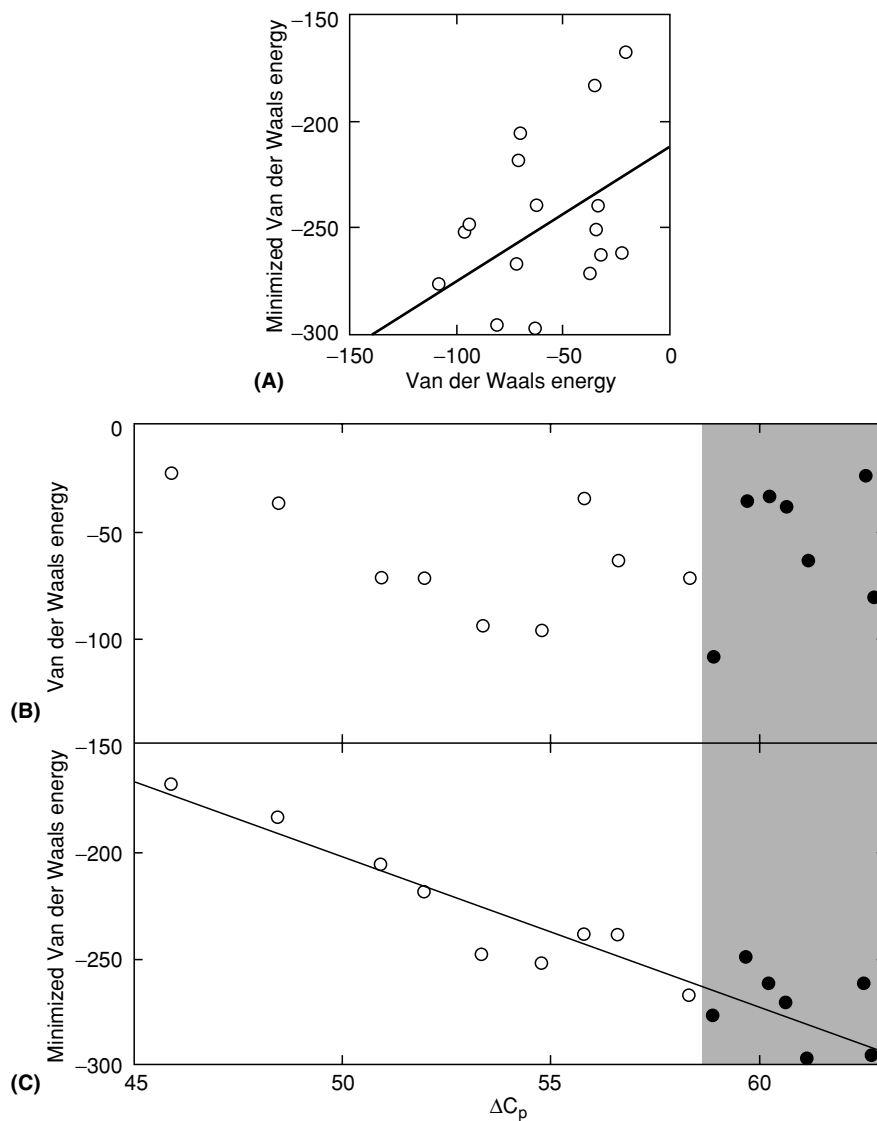 −150
−200
−250
−300
Minimized Van der Waals energy
−150
−100
−50
0
(A)
Van der Waals energy
0
−50
−100
Van der Waals energy
(B)
−150
−200
−250
−300
Minimized Van der Waals energy
(C)
45
50
55
60
ΔCp